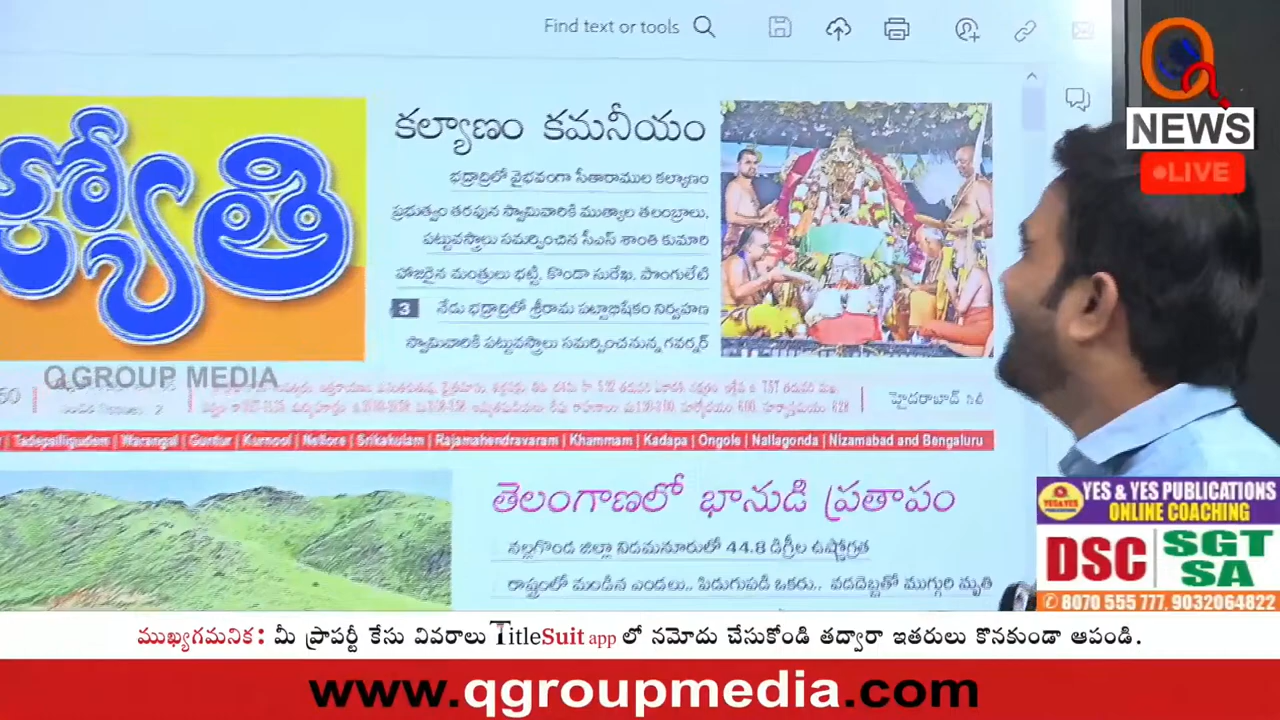 Find text or tools
NEWS
LIVE
జ్యోతి
కల్యాణం కమనీయం
భద్రాద్రిలో వైభవంగా సీతారాముల కల్యాణం
ప్రభుత్వం తరఫున స్వామివారికి ముత్యాల తలంబ్రాలు,
పట్టువస్త్రాలు సమర్పించిన సీఎస్ శాంతి కుమారి
హాజరైన మంత్రులు భట్టి, కొండా సురేఖ, పొంగులేటి
3 నేడు భద్రాద్రిలో శ్రీరామ పట్టాభిషేకం నిర్వహణ
స్వామివారికి పట్టువస్త్రాలు సమర్పించనున్న గవర్నర్
Q GROUP MEDIA
50
హైదరాబాద్ సిటీ
Tadepalligudem | Warangal | Guntur | Kurnool | Nellore | Srikakulam | Rajamahendravaram | Khammam | Kadapa | Ongole | Nallagonda | Nizamabad and Bengaluru
తెలంగాణలో భానుడి ప్రతాపం
నల్లగొండ జిల్లా నిడమనూరులో 44.8 డిగ్రీల ఉష్ణోగ్రత
రాష్ట్రంలో మండిన ఎండలు.. పిడుగుపడి ఒకరు.. వడదెబ్బతో ముగ్గురి మృతి
YES & YES PUBLICATIONS
ONLINE COACHING
DSC SGT
SA
8070 555 777, 9032064822
ముఖ్యగమనిక: మీ ప్రాపర్టీ కేసు వివరాలు TitleSuit app లో నమోదు చేసుకోండి తద్వారా ఇతరులు కొనకుండా ఆపండి.
www.qgroupmedia.com